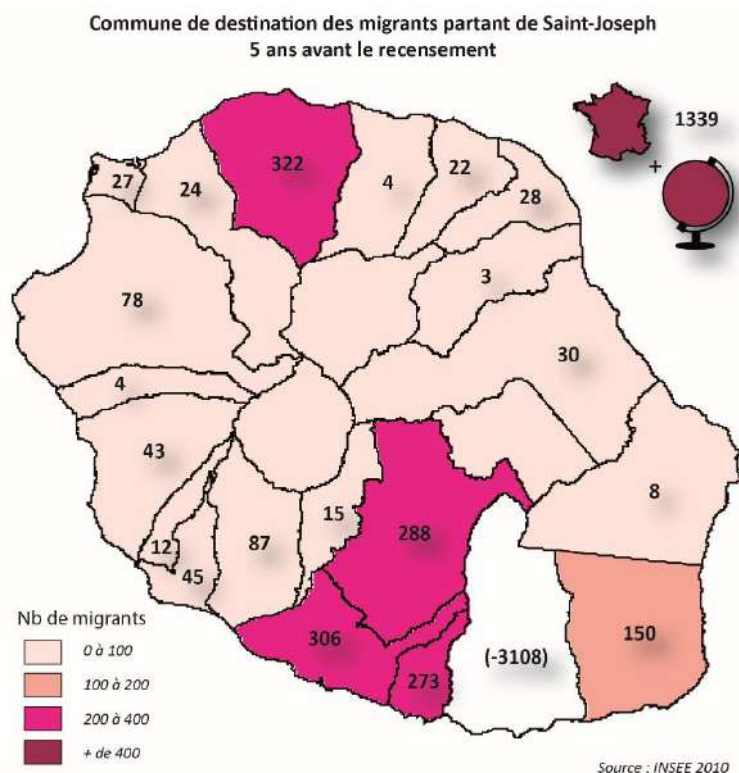 Commune de destination des migrants partant de Saint-Joseph
5 ans avant le recensement
1339
+
322
27
24
4
22
28
3
78
30
4
43
8
15
288
12
87
45
306
273
(-3108)
150
Nb de migrants
0 à 100
100 à 200
200 à 400
+ de 400
Source : INSEE 2010